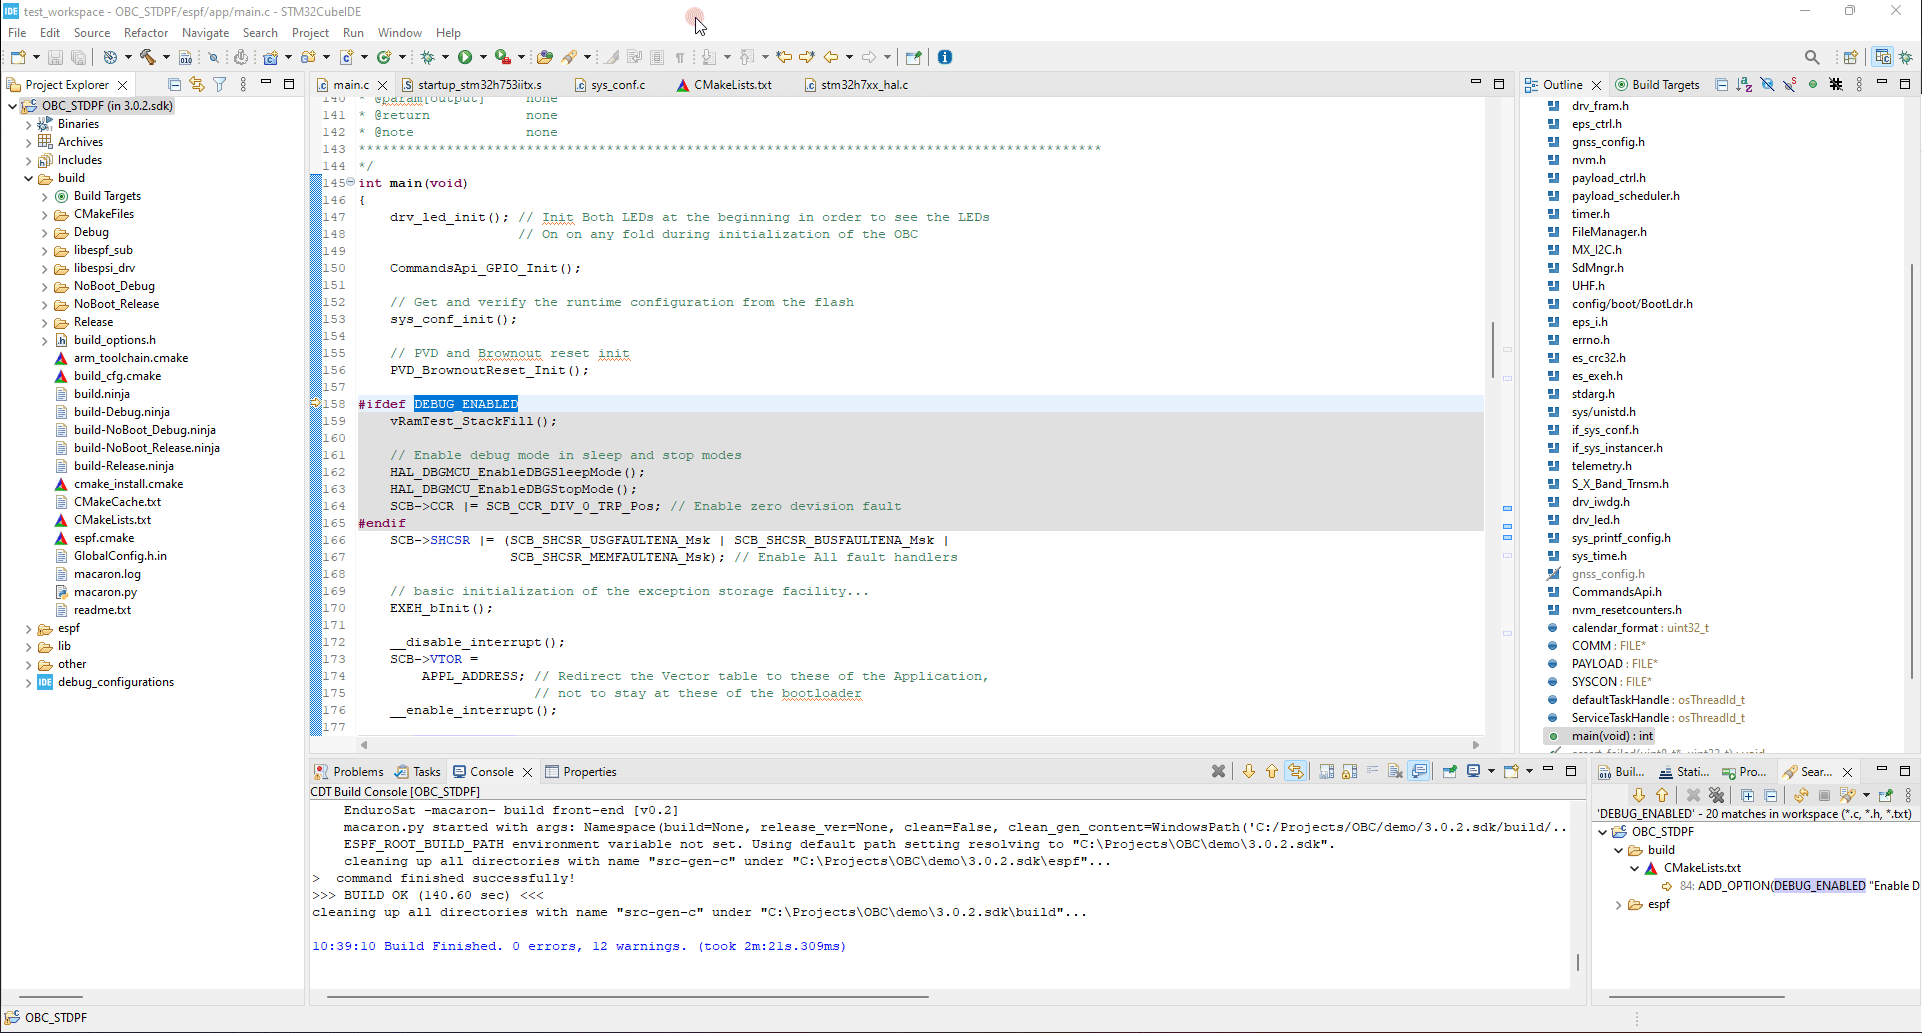 test_workspace - OBC_STDPF/espf/app/main.c - STM32CubeIDE
File Edit Source Refactor Navigate Search Project Run Window Help
Project Explorer
OBC_STDPF (in 3.0.2.sdk)
Binaries
Archives
Includes
build
Build Targets
CMakeFiles
Debug
libespf_sub
libespsi_drv
NoBoot_Debug
NoBoot_Release
Release
build_options.h
arm_toolchain.cmake
build_cfg.cmake
build.ninja
build-Debug.ninja
build-NoBoot_Debug.ninja
build-NoBoot_Release.ninja
build-Release.ninja
cmake_install.cmake
CMakeCache.txt
CMakeLists.txt
espf.cmake
GlobalConfig.h.in
macaron.log
macaron.py
readme.txt
espf
lib
other
debug_configurations
main.c startup_stm32h753iitx.s sys_conf.c CMakeLists.txt stm32h7xx_hal.c
140 * @param[output] none
141 * @return none
142 * @note none
143 *********************************************************************************************
144 */
145 int main(void)
146 {
147 drv_led_init(); // Init Both LEDs at the beginning in order to see the LEDs
148 // On on any fold during initialization of the OBC
149
150 CommandsApi_GPIO_Init();
151
152 // Get and verify the runtime configuration from the flash
153 sys_conf_init();
154
155 // PVD and Brownout reset init
156 PVD_BrownoutReset_Init();
157
158 #ifdef DEBUG_ENABLED
159 vRamTest_StackFill();
160
161 // Enable debug mode in sleep and stop modes
162 HAL_DBGMCU_EnableDBGSleepMode();
163 HAL_DBGMCU_EnableDBGStopMode();
164 SCB->CCR |= SCB_CCR_DIV_0_TRP_Pos; // Enable zero devision fault
165 #endif
166 SCB->SHCSR |= (SCB_SHCSR_USGFAULTENA_Msk | SCB_SHCSR_BUSFAULTENA_Msk |
167 SCB_SHCSR_MEMFAULTENA_Msk); // Enable All fault handlers
168
169 // basic initialization of the exception storage facility...
170 EXEH_bInit();
171
172 __disable_interrupt();
173 SCB->VTOR =
174 APPL_ADDRESS; // Redirect the Vector table to these of the Application,
175 // not to stay at these of the bootloader
176 __enable_interrupt();
177
Outline Build Targets
drv_fram.h
eps_ctrl.h
gnss_config.h
nvm.h
payload_ctrl.h
payload_scheduler.h
timer.h
FileManager.h
MX_I2C.h
SdMngr.h
UHF.h
config/boot/BootLdr.h
eps_i.h
errno.h
es_crc32.h
es_exeh.h
stdarg.h
sys/unistd.h
if_sys_conf.h
if_sys_instancer.h
telemetry.h
S_X_Band_Trnsm.h
drv_iwdg.h
drv_led.h
sys_printf_config.h
sys_time.h
gnss_config.h
CommandsApi.h
nvm_resetcounters.h
calendar_format : uint32_t
COMM : FILE*
PAYLOAD : FILE*
SYSCON : FILE*
defaultTaskHandle : osThreadId_t
ServiceTaskHandle : osThreadId_t
main(void) : int
assert_failed(uint8_t*, uint32_t) : void
Problems Tasks Console Properties
CDT Build Console [OBC_STDPF]
EnduroSat -macaron- build front-end [v0.2]
macaron.py started with args: Namespace(build=None, release_ver=None, clean=False, clean_gen_content=WindowsPath('C:/Projects/OBC/demo/3.0.2.sdk/build/..
ESPF_ROOT_BUILD_PATH environment variable not set. Using default path setting resolving to "C:\Projects\OBC\demo\3.0.2.sdk".
cleaning up all directories with name "src-gen-c" under "C:\Projects\OBC\demo\3.0.2.sdk\espf"...
> command finished successfully!
>>> BUILD OK (140.60 sec) <<<
cleaning up all directories with name "src-gen-c" under "C:\Projects\OBC\demo\3.0.2.sdk\build"...
10:39:10 Build Finished. 0 errors, 12 warnings. (took 2m:21s.309ms)
Buil... Stati... Pro... Sear...
'DEBUG_ENABLED' - 20 matches in workspace (*.c, *.h, *.txt)
OBC_STDPF
build
CMakeLists.txt
84: ADD_OPTION(DEBUG_ENABLED "Enable D
espf
OBC_STDPF